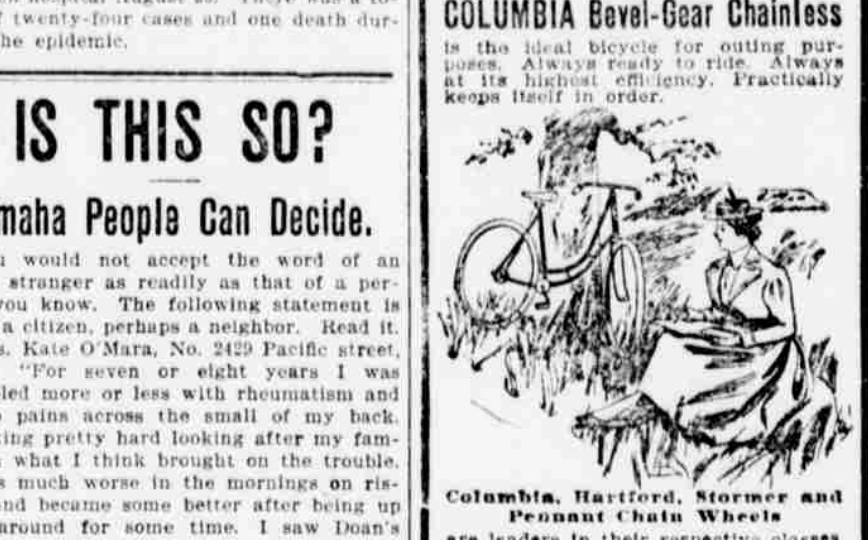 of twenty-four cases and one death dur-
he epidemic.
IS THIS SO?
maha People Can Decide.
u would not accept the word of an
stranger as readily as that of a per-
you know. The following statement is
a citizen, perhaps a neighbor. Read it.
s. Kate O'Mara, No. 2429 Pacific street,
"For seven or eight years I was
led more or less with rheumatism and
pains across the small of my back.
ing pretty hard looking after my fam-
what I think brought on the trouble.
s much worse in the mornings on ris-
nd became some better after being up
around for some time. I saw Doan's
COLUMBIA Bevel-Gear Chainless
is the ideal bicycle for outing pur-
poses. Always ready to ride. Always
at its highest efficiency. Practically
keeps itself in order.
Columbia, Hartford, Stormer and
Pennant Chain Wheels
are leaders in their respective classes